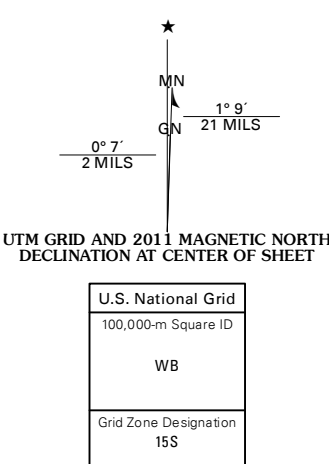 ★
MN
GN
1° 9´
21 MILS
0° 7´
2 MILS
UTM GRID AND 2011 MAGNETIC NORTH
DECLINATION AT CENTER OF SHEET
U.S. National Grid
100,000-m Square ID
WB
Grid Zone Designation
15S